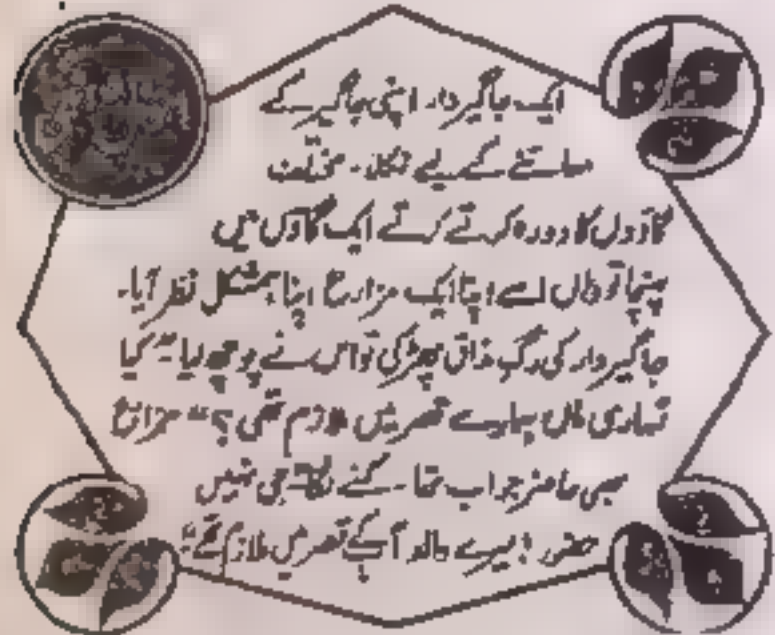 ایک جاگیردار اپنی جاگیر کے
معائنے کے لیے نکلا۔ مختلف
گاؤوں کا دورہ کرتے کرتے ایک گاؤں میں
پہنچا تو وہاں اسے اپنا ایک مزارع اپنا ہمشکل نظر آیا۔
جاگیردار کی رگِ مذاق پھڑکی تو اس نے پوچھ لیا "کیا
تمہاری ماں ہمارے قصر میں ملازم تھی؟" مزارع
بھی حاضر جواب تھا۔ کہنے لگا "جی نہیں
حضور! میرے والد آپ کے قصر میں ملازم تھے"